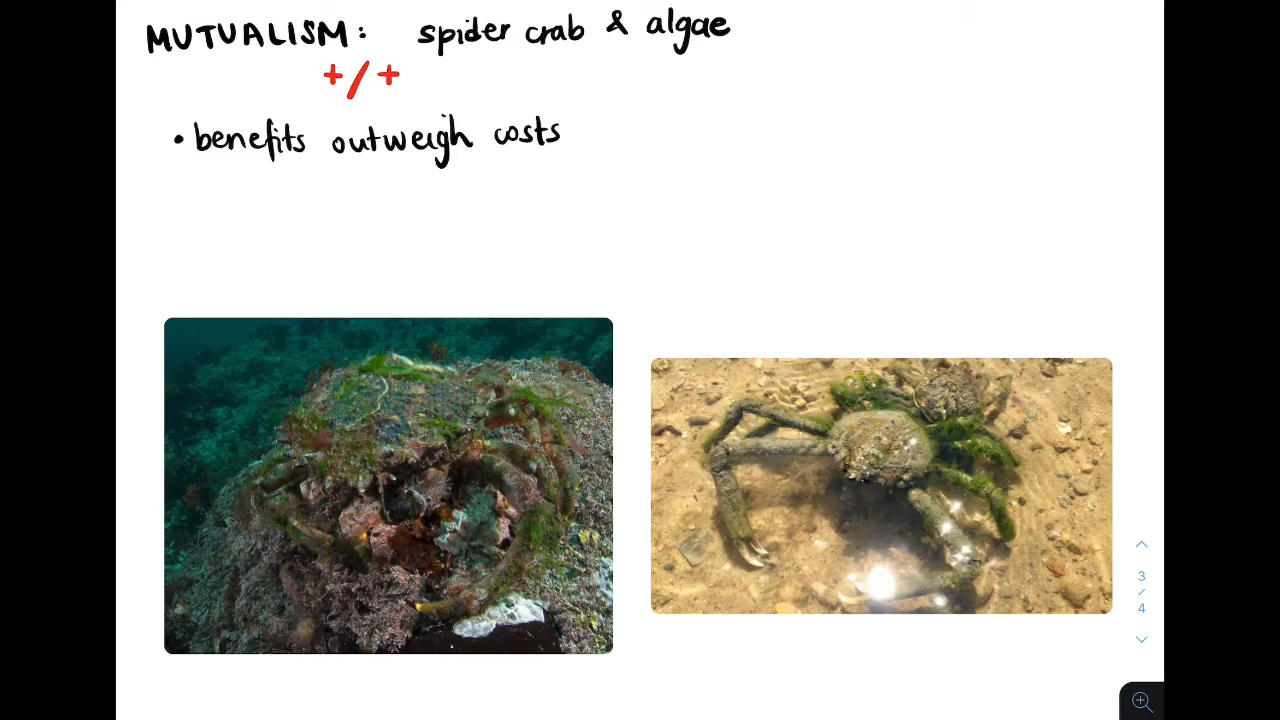 MUTUALISM: spider crab & algae
+/+
• benefits outweigh costs
3
/
4